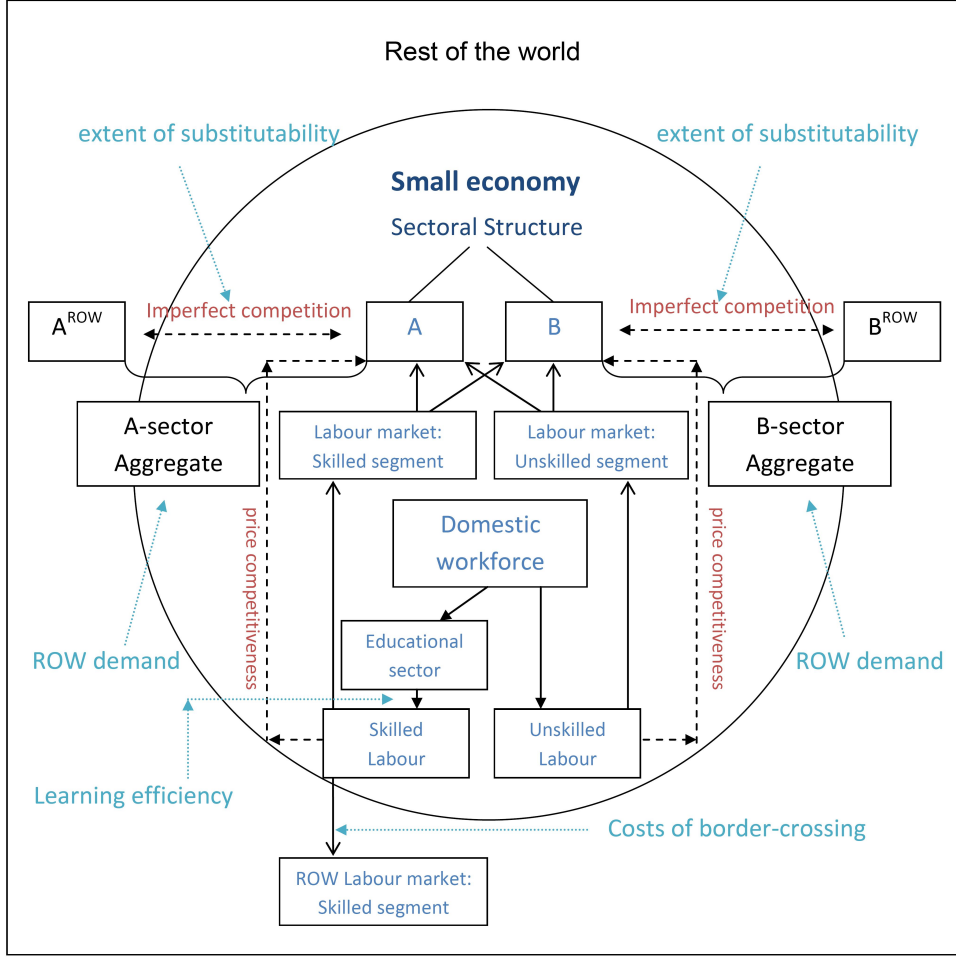 Rest of the world
extent of substitutability
extent of substitutability
Small economy
Sectoral Structure
Imperfect competition
Imperfect competition
A^ROW
A
B
B^ROW
A-sector
Aggregate
Labour market:
Skilled segment
Labour market:
Unskilled segment
B-sector
Aggregate
price competitiveness
Domestic
workforce
price competitiveness
ROW demand
Educational
sector
ROW demand
Skilled
Labour
Unskilled
Labour
Learning efficiency
Costs of border-crossing
ROW Labour market:
Skilled segment